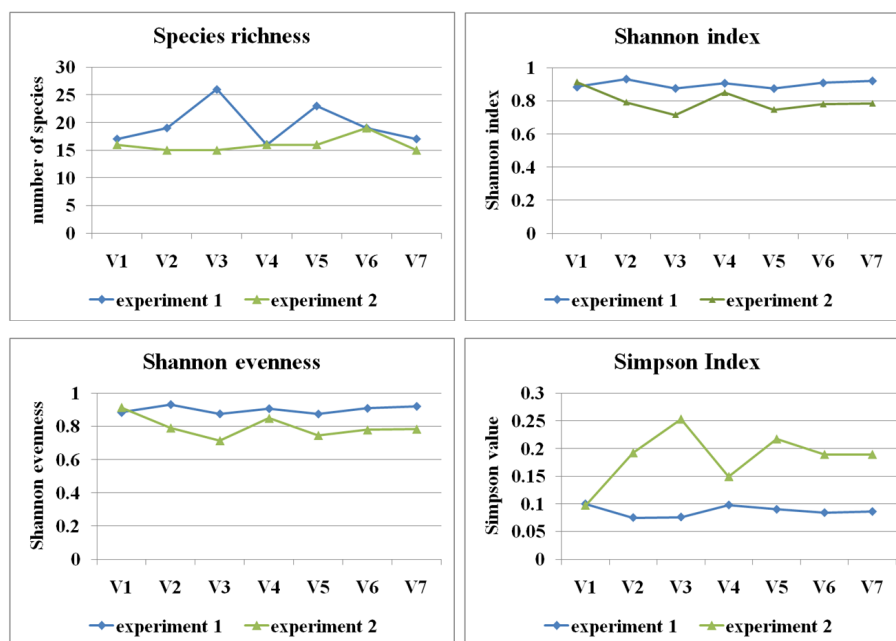 Species richness
number of species
30
25
20
15
10
5
0
V1 V2 V3 V4 V5 V6 V7
experiment 1 experiment 2
Shannon index
Shannon index
1
0.8
0.6
0.4
0.2
0
V1 V2 V3 V4 V5 V6 V7
experiment 1 experiment 2
Shannon evenness
Shannon evenness
1
0.8
0.6
0.4
0.2
0
V1 V2 V3 V4 V5 V6 V7
experiment 1 experiment 2
Simpson Index
Simpson value
0.3
0.25
0.2
0.15
0.1
0.05
0
V1 V2 V3 V4 V5 V6 V7
experiment 1 experiment 2